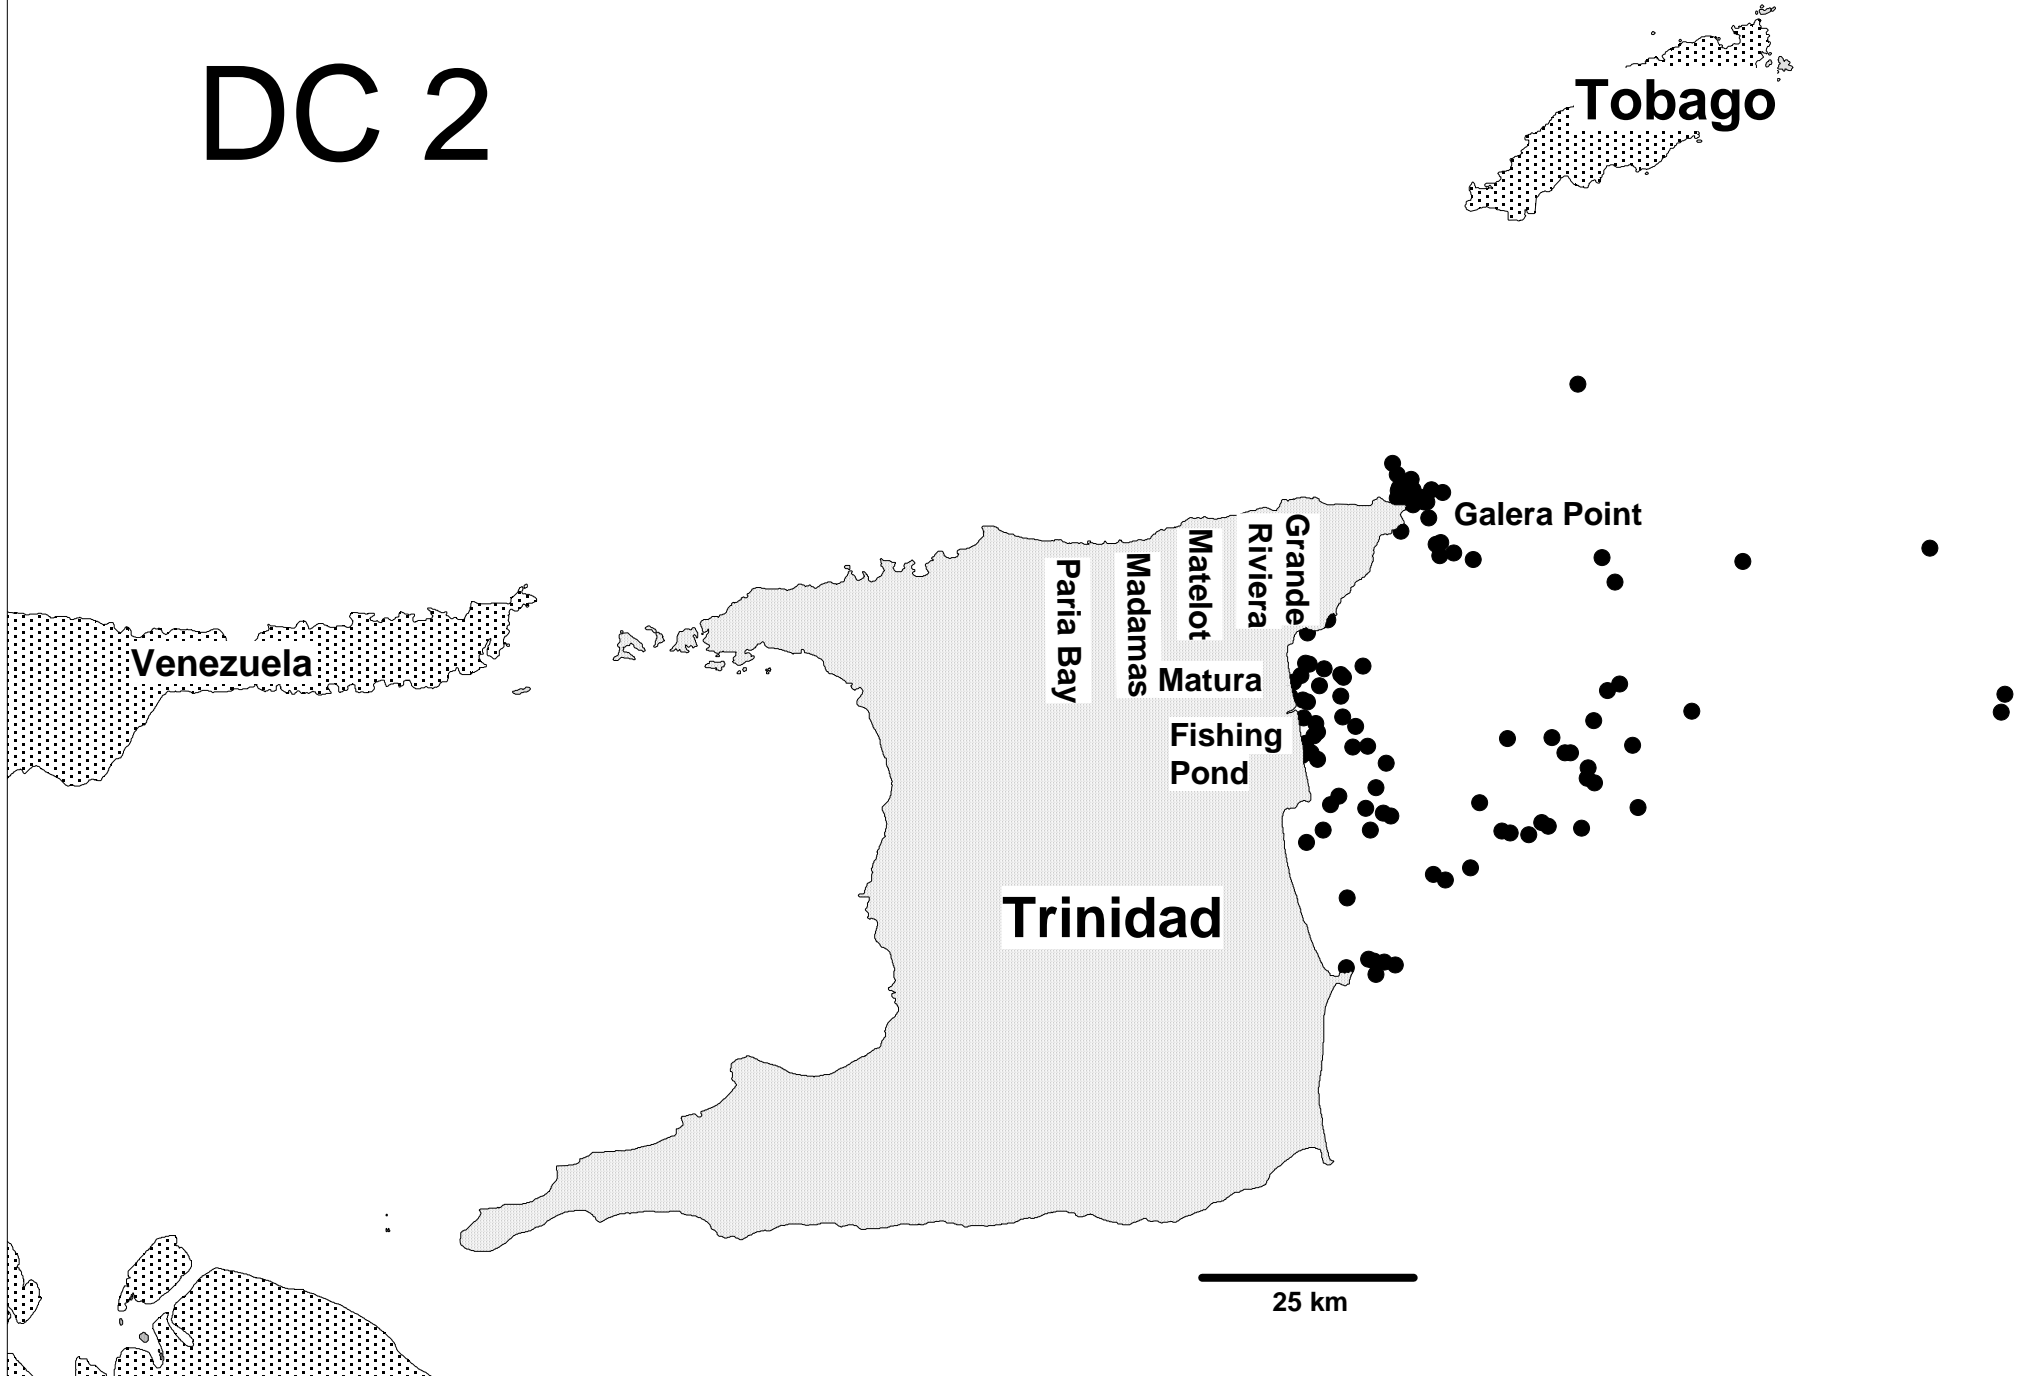 DC 2
Tobago
Galera Point
Grande
Riviera
Matelot
Madamas
Paria Bay
Venezuela
Matura
Fishing
Pond
Trinidad
25 km